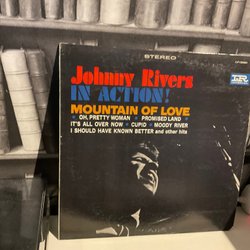 STEREO
Johnny Rivers
IN ACTION!
MOUNTAIN OF LOVE
OH, PRETTY WOMAN • PROMISED LAND
IT'S ALL OVER NOW • CUPID • MOODY RIVER
I SHOULD HAVE KNOWN BETTER and other hits